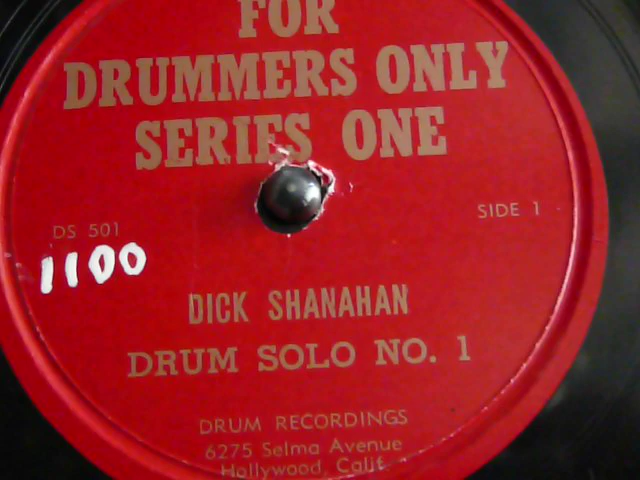 FOR
DRUMMERS ONLY
SERIES ONE
DS 501
SIDE 1
1100
DICK SHANAHAN
DRUM SOLO NO. 1
DRUM RECORDINGS
6275 Selma Avenue
Hollywood, Calif.